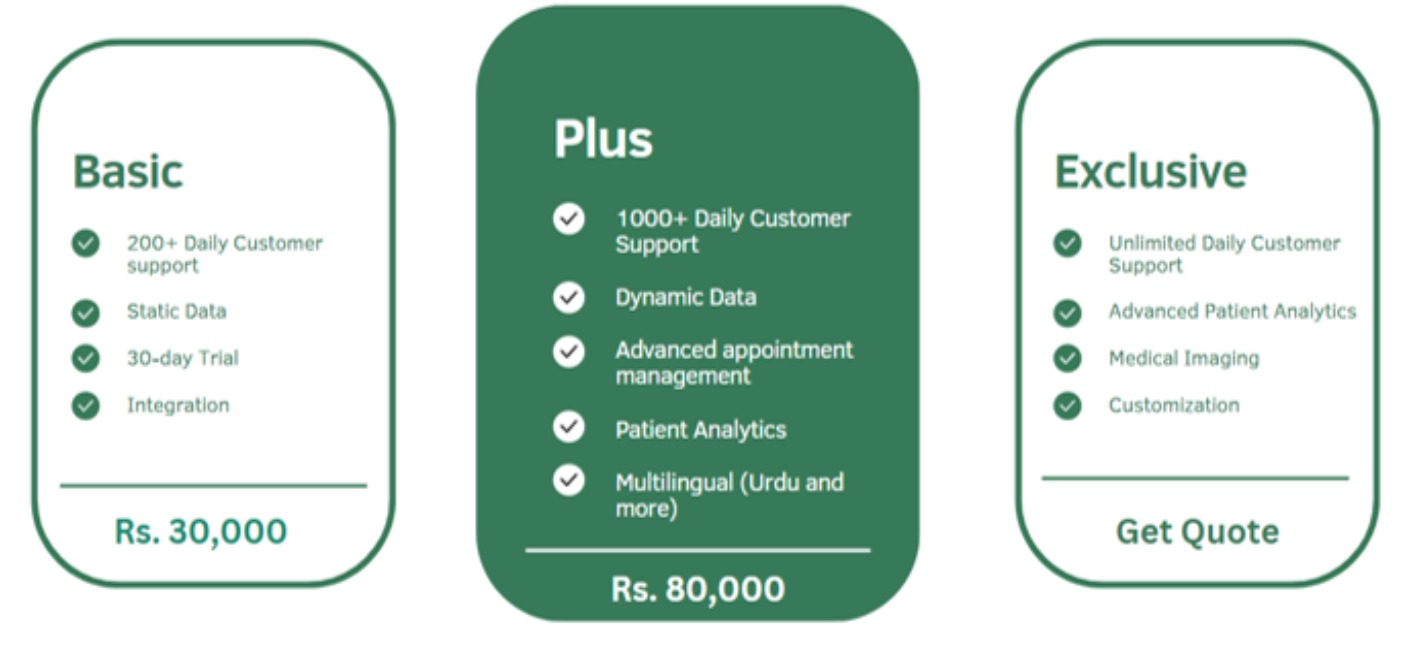 Basic
200+ Daily Customer
support
Static Data
30-day Trial
Integration
Rs. 30,000
Plus
1000+ Daily Customer
Support
Dynamic Data
Advanced appointment
management
Patient Analytics
Multilingual (Urdu and
more)
Rs. 80,000
Exclusive
Unlimited Daily Customer
Support
Advanced Patient Analytics
Medical Imaging
Customization
Get Quote